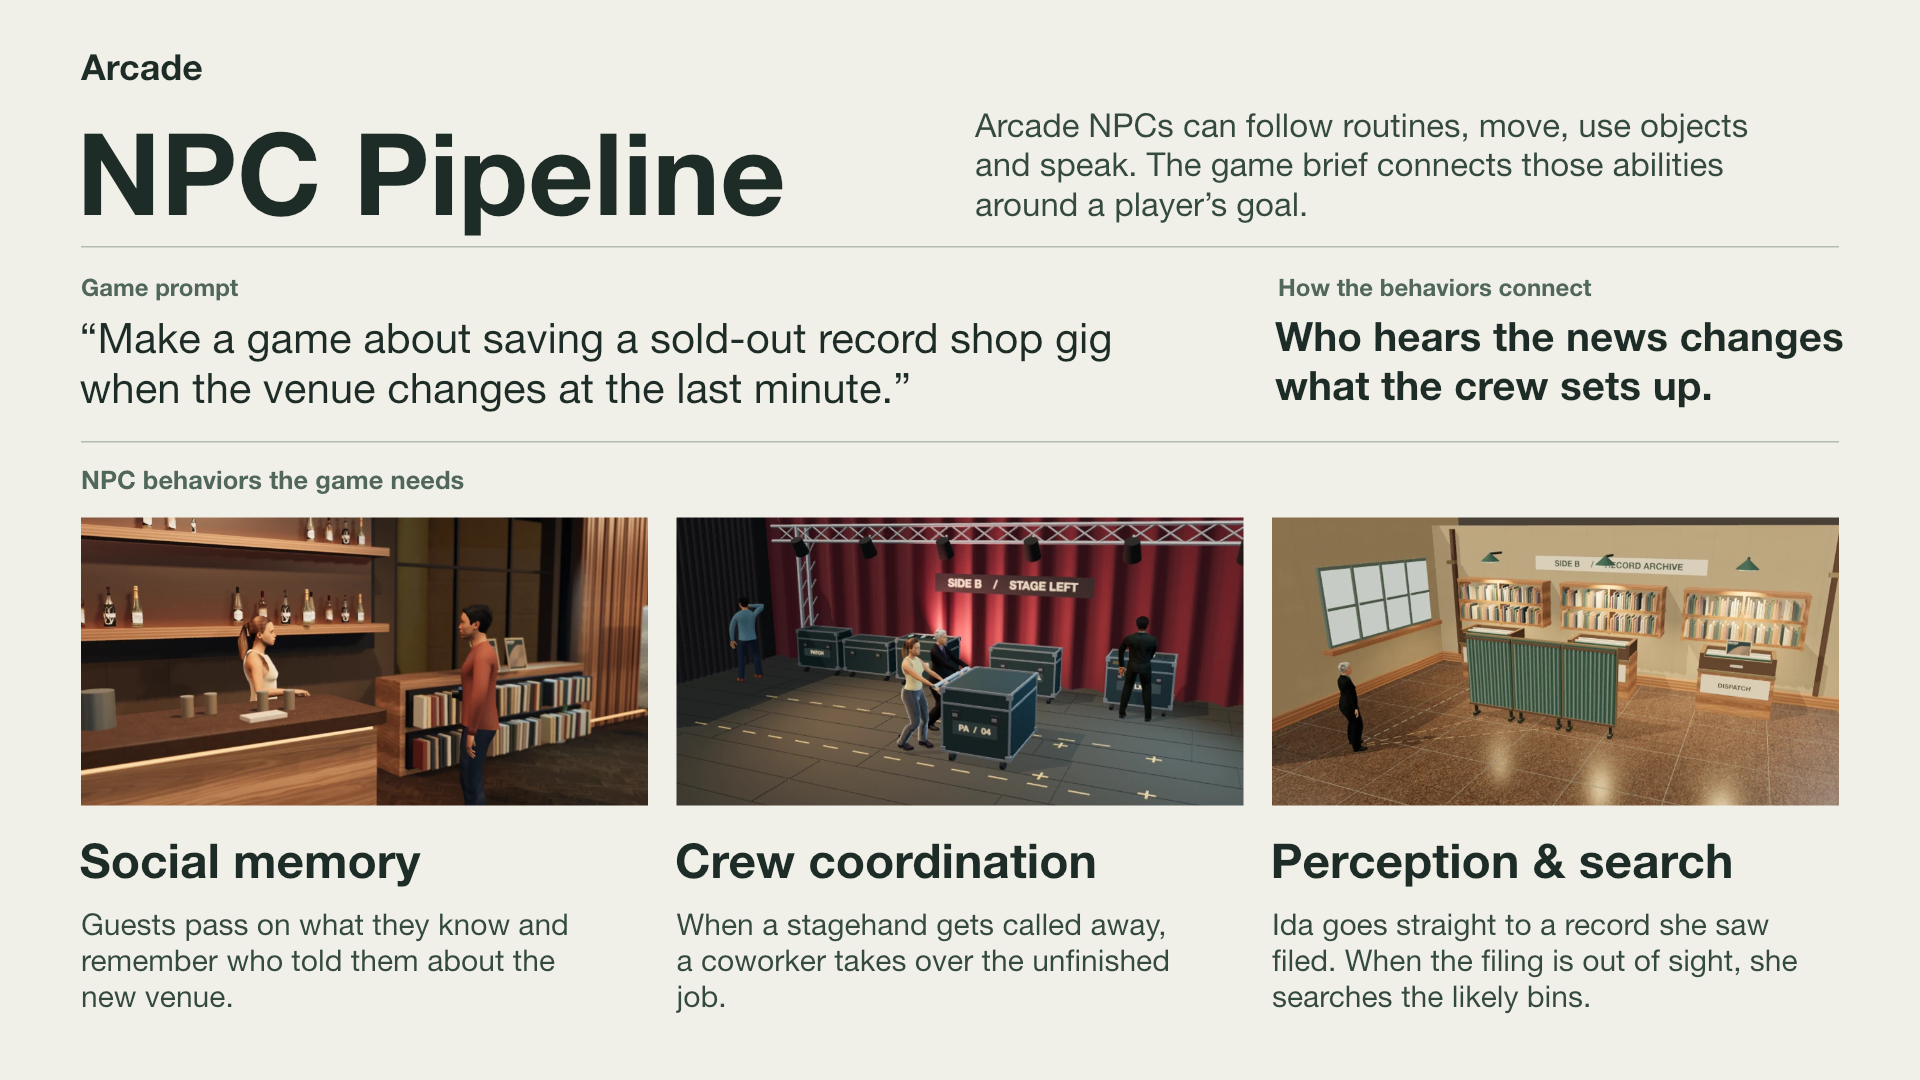 Arcade
NPC Pipeline
Arcade NPCs can follow routines, move, use objects
and speak. The game brief connects those abilities
around a player’s goal.
Game prompt
“Make a game about saving a sold-out record shop gig
when the venue changes at the last minute.”
How the behaviors connect
Who hears the news changes
what the crew sets up.
NPC behaviors the game needs
SIDE B / STAGE LEFT
PATCH
PA / 04
SIDE B / RECORD ARCHIVE
DISPATCH
Social memory
Guests pass on what they know and
remember who told them about the
new venue.
Crew coordination
When a stagehand gets called away,
a coworker takes over the unfinished
job.
Perception & search
Ida goes straight to a record she saw
filed. When the filing is out of sight, she
searches the likely bins.